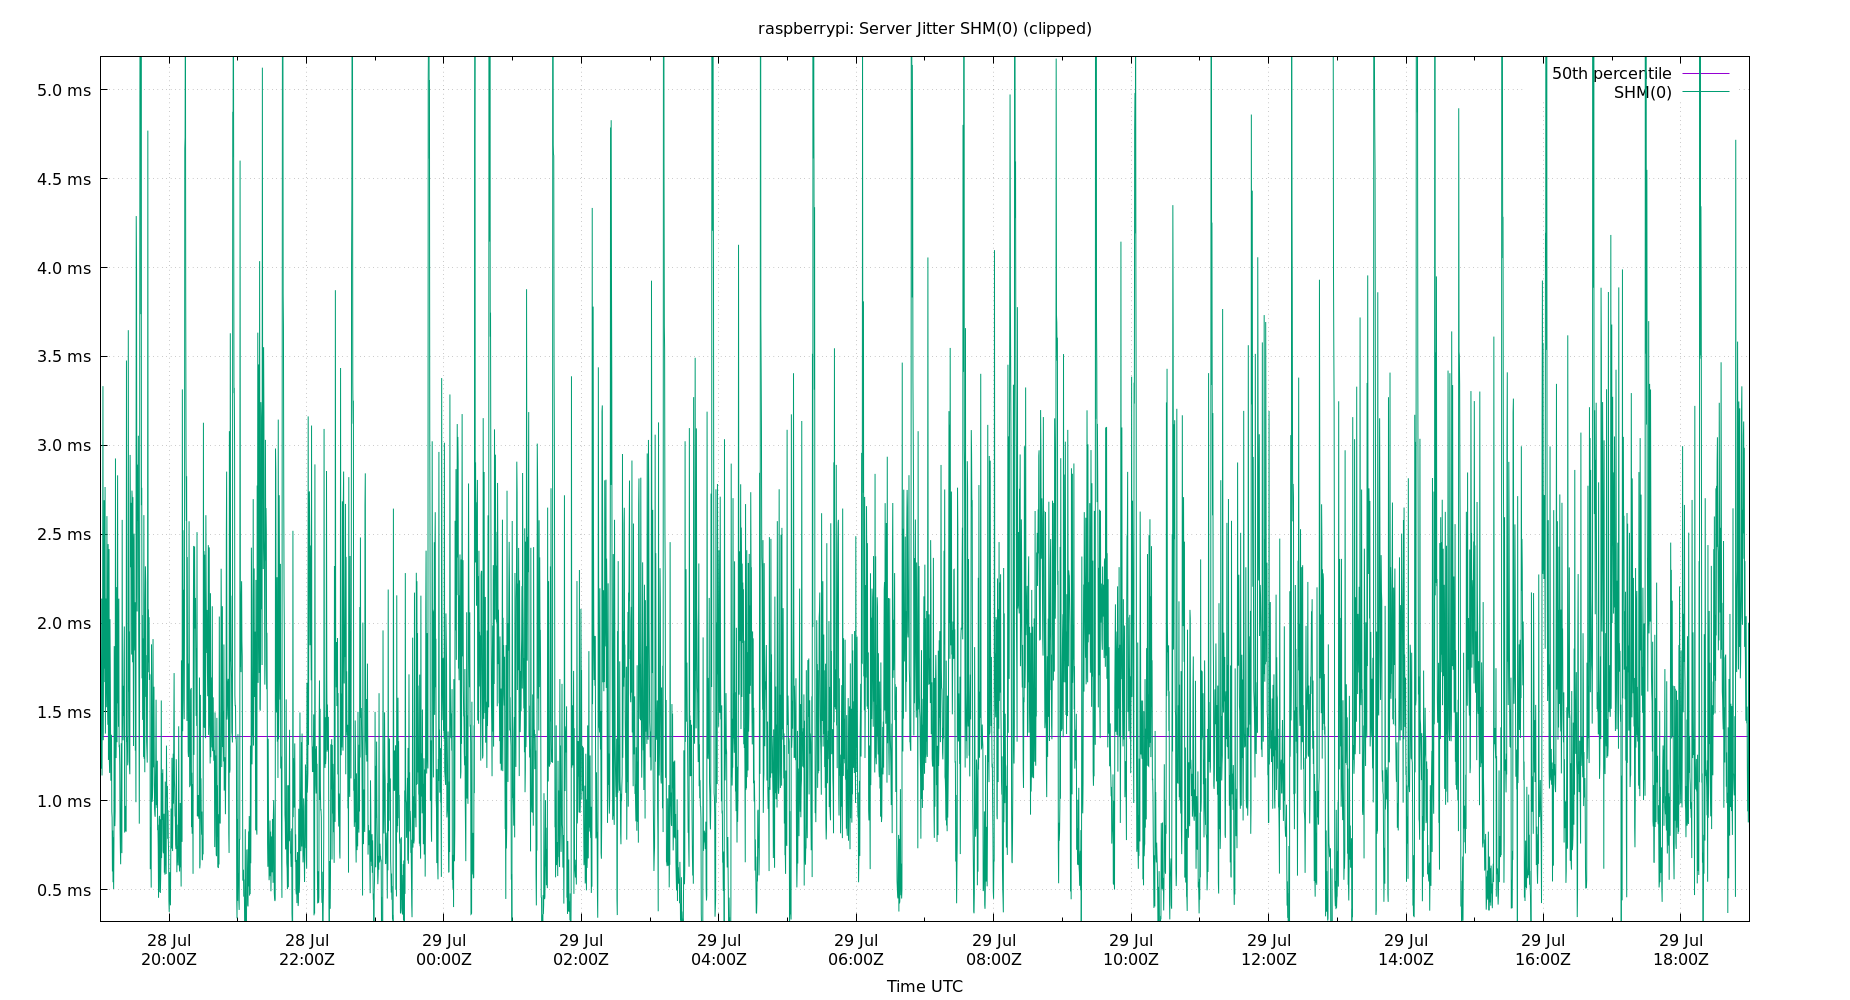 raspberrypi: Server Jitter SHM(0) (clipped)
50th percentile
SHM(0)
5.0 ms
4.5 ms
4.0 ms
3.5 ms
3.0 ms
2.5 ms
2.0 ms
1.5 ms
1.0 ms
0.5 ms
28 Jul 28 Jul 29 Jul 29 Jul 29 Jul 29 Jul 29 Jul 29 Jul 29 Jul 29 Jul 29 Jul 29 Jul
20:00Z 22:00Z 00:00Z 02:00Z 04:00Z 06:00Z 08:00Z 10:00Z 12:00Z 14:00Z 16:00Z 18:00Z
Time UTC